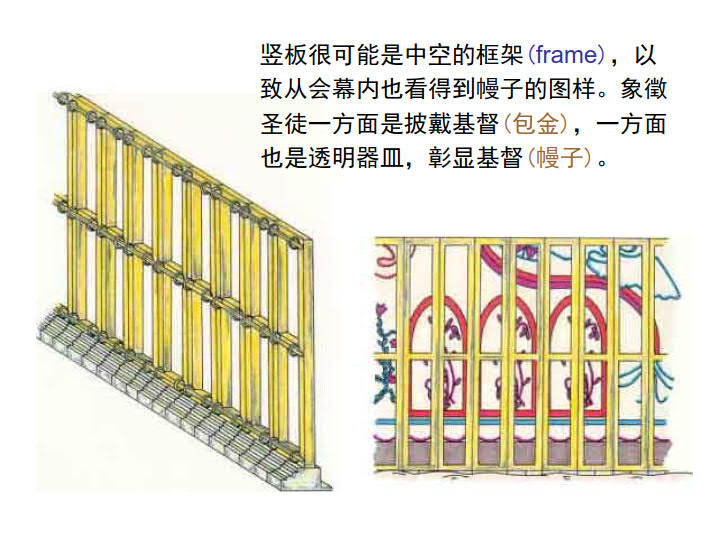 竖板很可能是中空的框架(frame)，以
致从会幕内也看得到幔子的图样。象徵
圣徒一方面是披戴基督(包金)，一方面
也是透明器皿，彰显基督(幔子)。